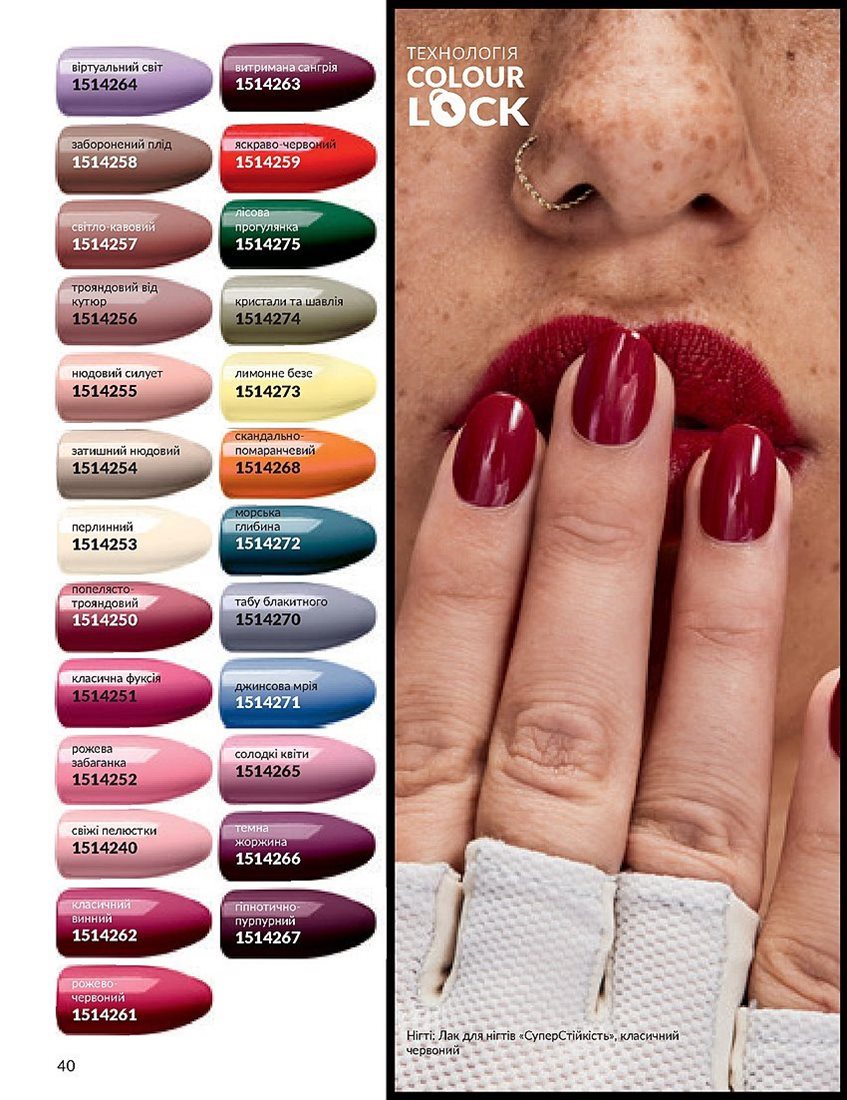 віртуальний світ
1514264
витримана сангрія
1514263
заборонений плід
1514258
яскраво-червоний
1514259
світло-кавовий
1514257
лісова
прогулянка
1514275
трояндовий від
кутюр
1514256
кристали та шавлія
1514274
нюдовий силует
1514255
лимонне безе
1514273
затишний нюдовий
1514254
скандально-
помаранчевий
1514268
перлинний
1514253
морська
глибина
1514272
попелясто-
трояндовий
1514250
табу блакитного
1514270
класична фуксія
1514251
джинсова мрія
1514271
рожева
забаганка
1514252
солодкі квіти
1514265
свіжі пелюстки
1514240
темна
жоржина
1514266
класичний
винний
1514262
гіпнотично-
пурпурний
1514267
рожево-
червоний
1514261
40
ТЕХНОЛОГІЯ
COLOUR
LOCK
Нігті: Лак для нігтів «СуперСтійкість», класичний
червоний